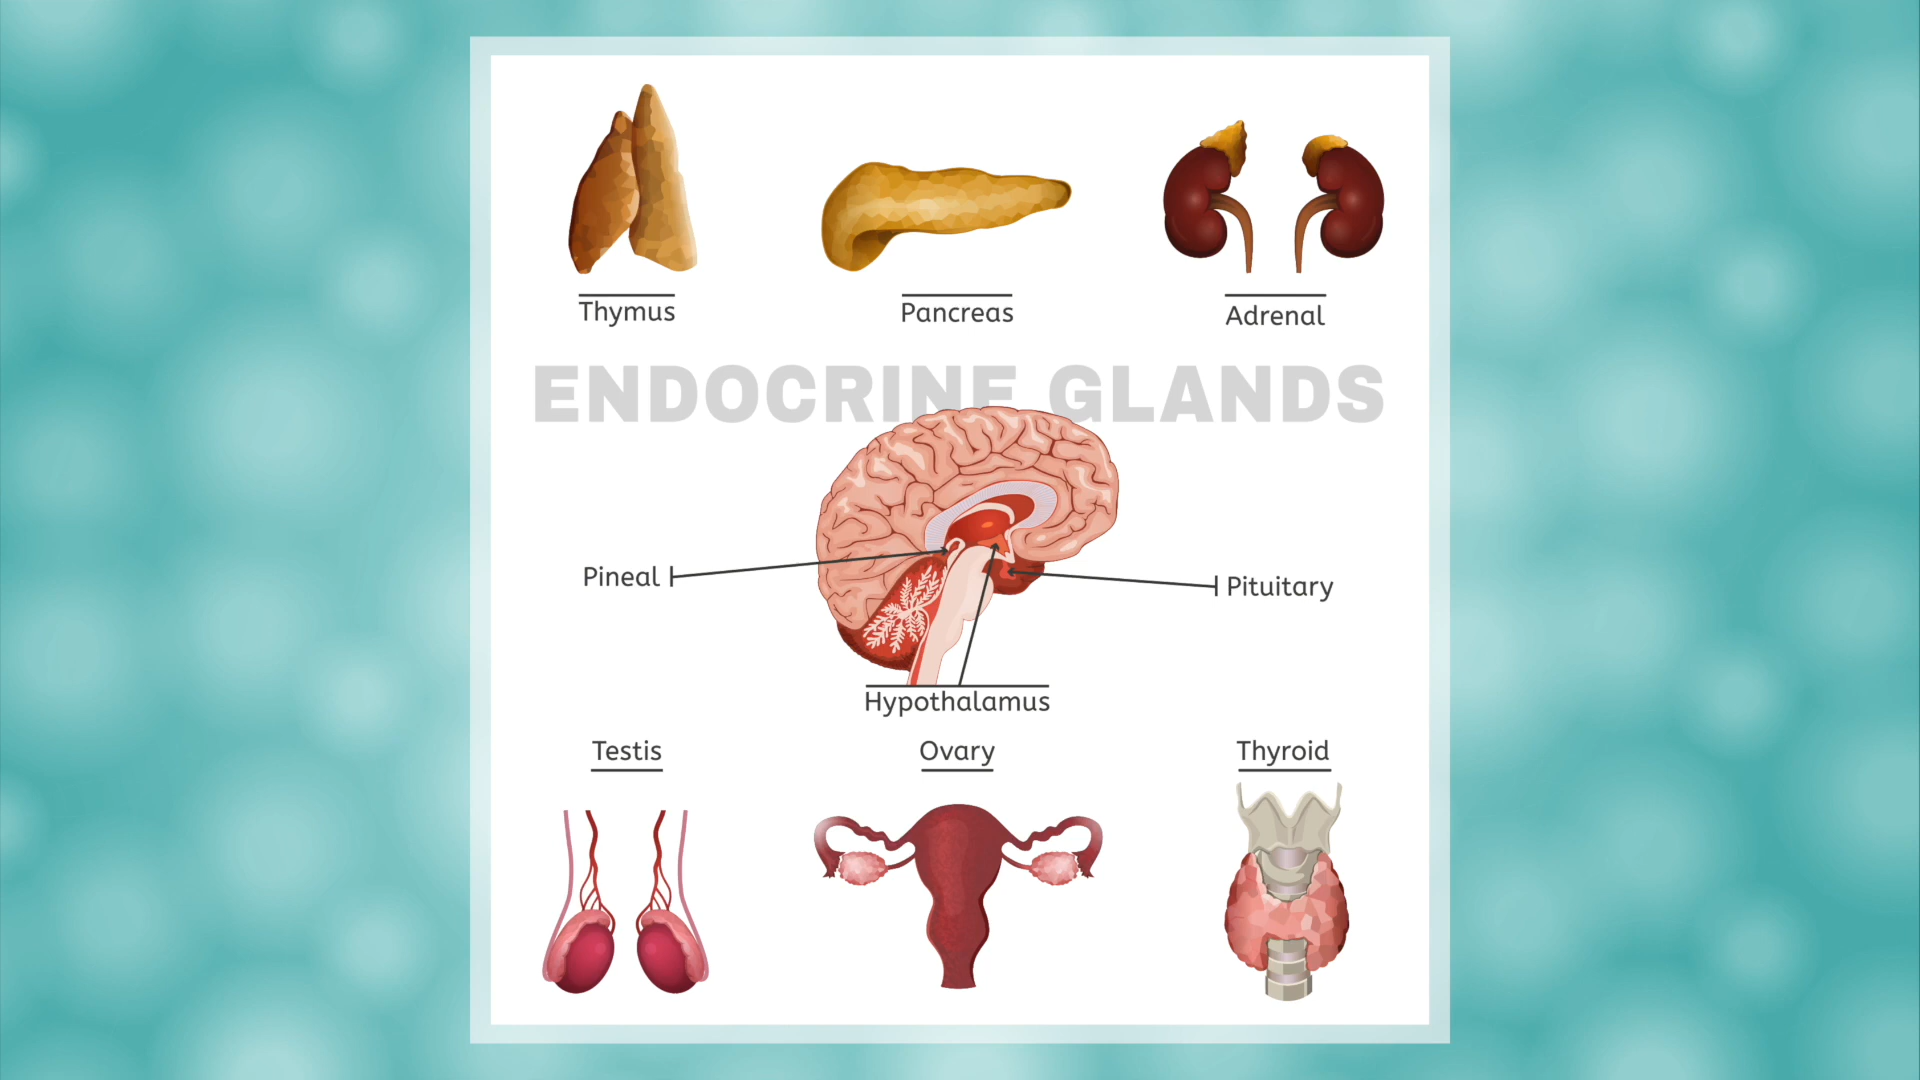 Thymus
Pancreas
Adrenal
ENDOCRINE GLANDS
Pineal
Pituitary
Hypothalamus
Testis
Ovary
Thyroid